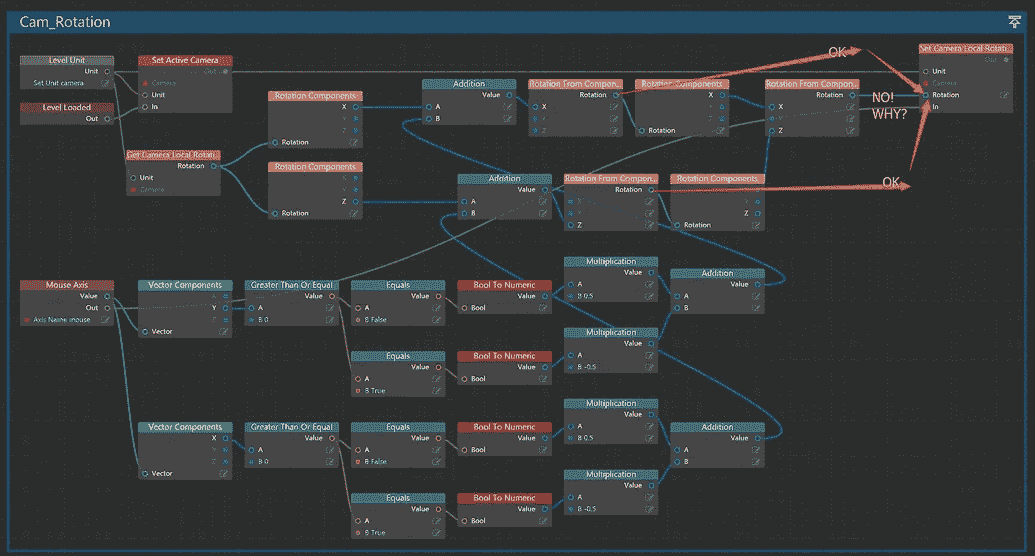 Cam_Rotation
Level Unit
Unit
Set Unit camera
Level Loaded
Out
Set Active Camera
Out
Camera
Unit
In
Get Camera Local Rotati...
Rotation
Unit
Camera
Rotation Components
X
Y
Z
Rotation
Rotation Components
X
Y
Z
Rotation
Addition
Value
A
B
Rotation From Compon...
Rotation
X
Y
Z
Rotation Components
X
Y
Z
Rotation
Rotation From Compon...
Rotation
X
Y
Z
OK
NO!
WHY?
OK
Set Camera Local Rotati...
Out
Unit
Camera
Rotation
In
Addition
Value
A
B
Rotation From Compon...
Rotation
X
Y
Z
Rotation Components
X
Y
Z
Rotation
Mouse Axis
Value
Out
Axis Name mouse
Vector Components
X
Y
Z
Vector
Greater Than Or Equal
Value
A
B 0
Equals
Value
A
B False
Bool To Numeric
Value
Bool
Multiplication
Value
A
B 0.5
Addition
Value
A
B
Equals
Value
A
B True
Bool To Numeric
Value
Bool
Multiplication
Value
A
B -0.5
Vector Components
X
Y
Z
Vector
Greater Than Or Equal
Value
A
B 0
Equals
Value
A
B False
Bool To Numeric
Value
Bool
Multiplication
Value
A
B 0.5
Addition
Value
A
B
Equals
Value
A
B True
Bool To Numeric
Value
Bool
Multiplication
Value
A
B -0.5